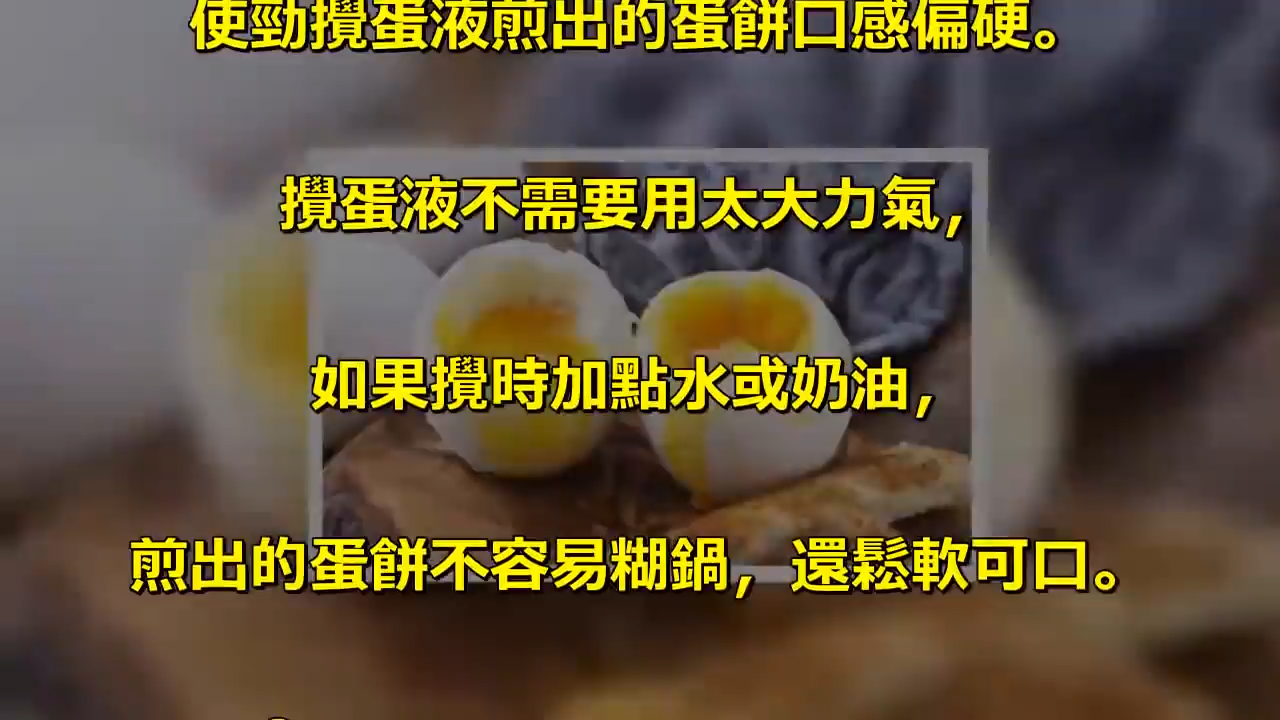 使勁攪蛋液煎出的蛋餅口感偏硬。
攪蛋液不需要用太大力氣，
如果攪時加點水或奶油，
煎出的蛋餅不容易糊鍋，還鬆軟可口。